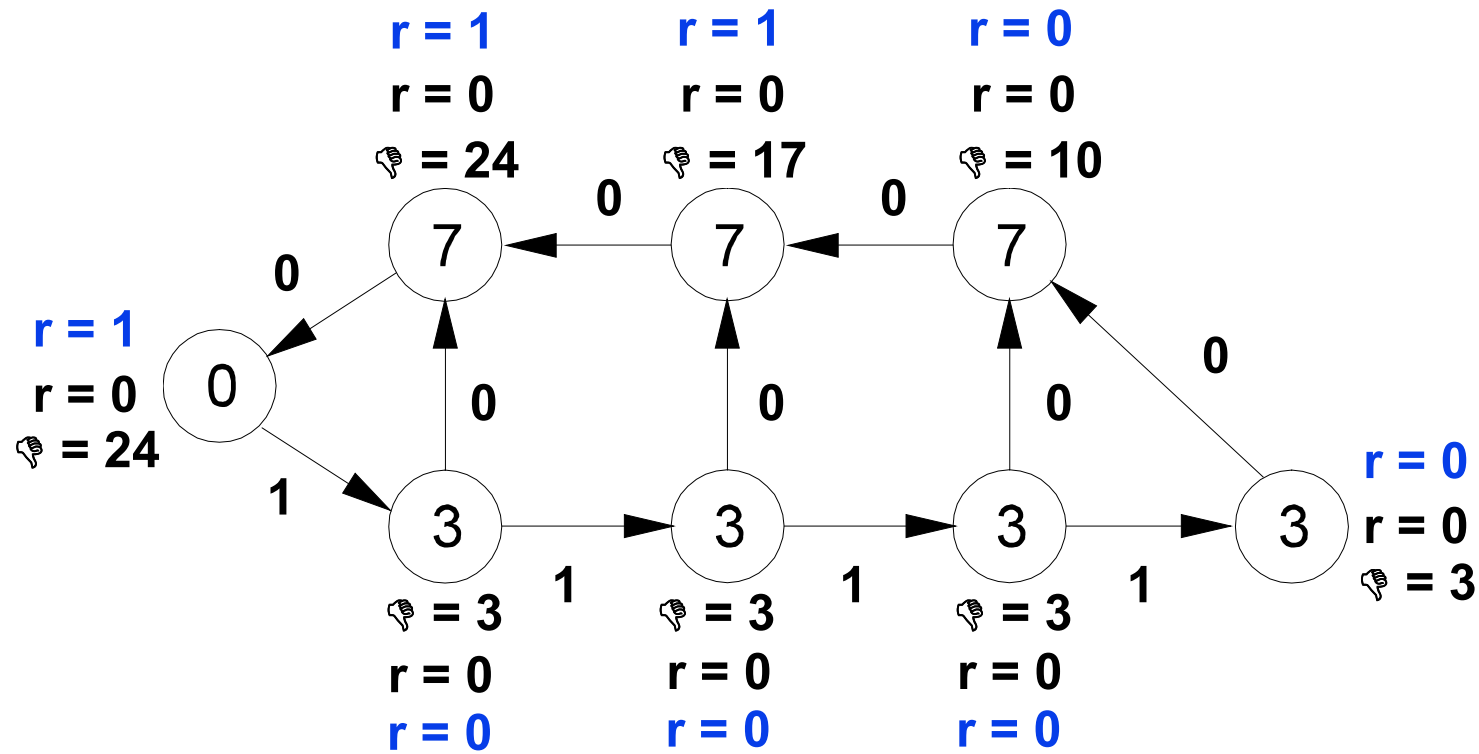 r = 1
r = 1
r = 0
r = 0
r = 0
r = 0
👎 = 24
👎 = 17
👎 = 10
0
0
7
7
7
0
r = 1
r = 0
👎 = 24
0
0
0
0
0
1
r = 0
r = 0
👎 = 3
3
3
3
3
1
1
1
👎 = 3
👎 = 3
👎 = 3
r = 0
r = 0
r = 0
r = 0
r = 0
r = 0